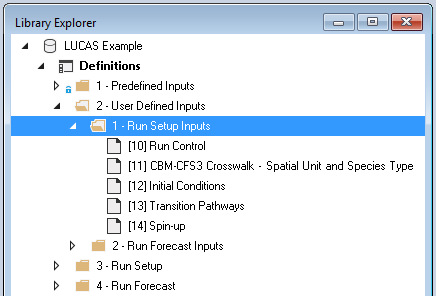 Library Explorer
LUCAS Example
Definitions
1 - Predefined Inputs
2 - User Defined Inputs
1 - Run Setup Inputs
[10] Run Control
[11] CBM-CFS3 Crosswalk - Spatial Unit and Species Type
[12] Initial Conditions
[13] Transition Pathways
[14] Spin-up
2 - Run Forecast Inputs
3 - Run Setup
4 - Run Forecast